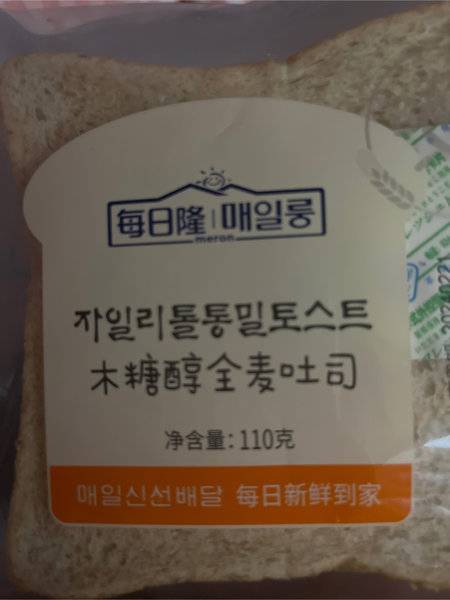 每日隆 매일룽
meron
자일리톨통밀토스트
木糖醇全麦吐司
净含量：110克
매일신선배달 每日新鲜到家